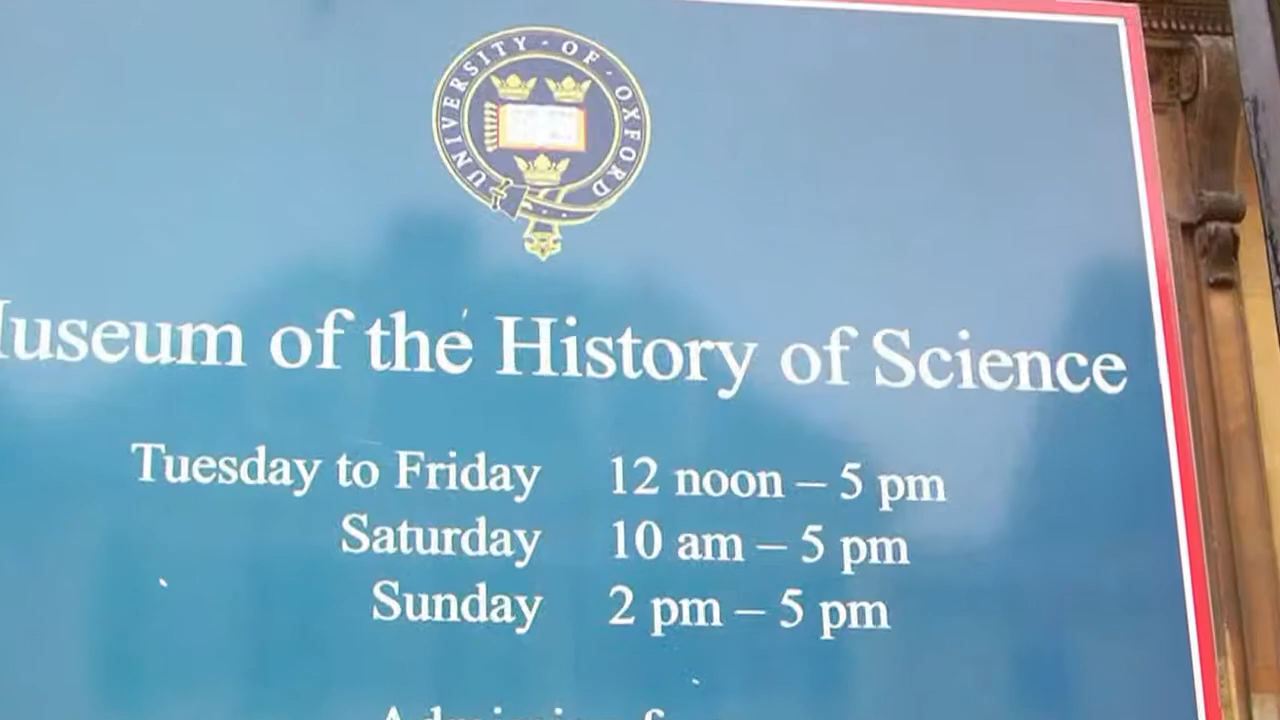 UNIVERSITY · OF · OXFORD
Museum of the History of Science
Tuesday to Friday 12 noon – 5 pm
Saturday 10 am – 5 pm
Sunday 2 pm – 5 pm